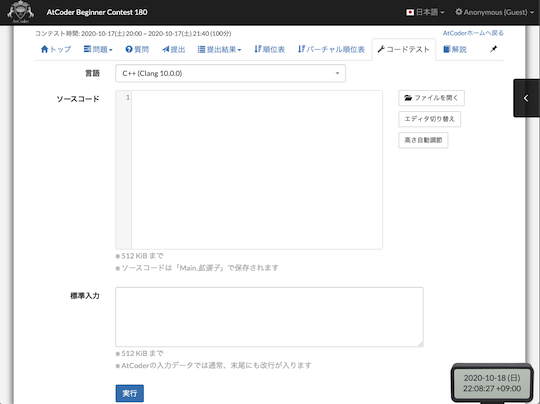 AtCoder
AtCoder Beginner Contest 180
日本語
Anonymous (Guest)
コンテスト時間: 2020-10-17(土) 20:00 ~ 2020-10-17(土) 21:40 (100分)
AtCoderホームへ戻る
トップ 問題 質問 提出 提出結果 順位表 バーチャル順位表 コードテスト 解説
言語
C++ (Clang 10.0.0)
ソースコード
1
ファイルを開く
エディタ切り替え
高さ自動調節
※ 512 KiB まで
※ ソースコードは「Main.拡張子」で保存されます
標準入力
※ 512 KiB まで
※ AtCoderの入力データでは通常、末尾にも改行が入ります
実行
2020-10-18 (日)
22:08:27 +09:00